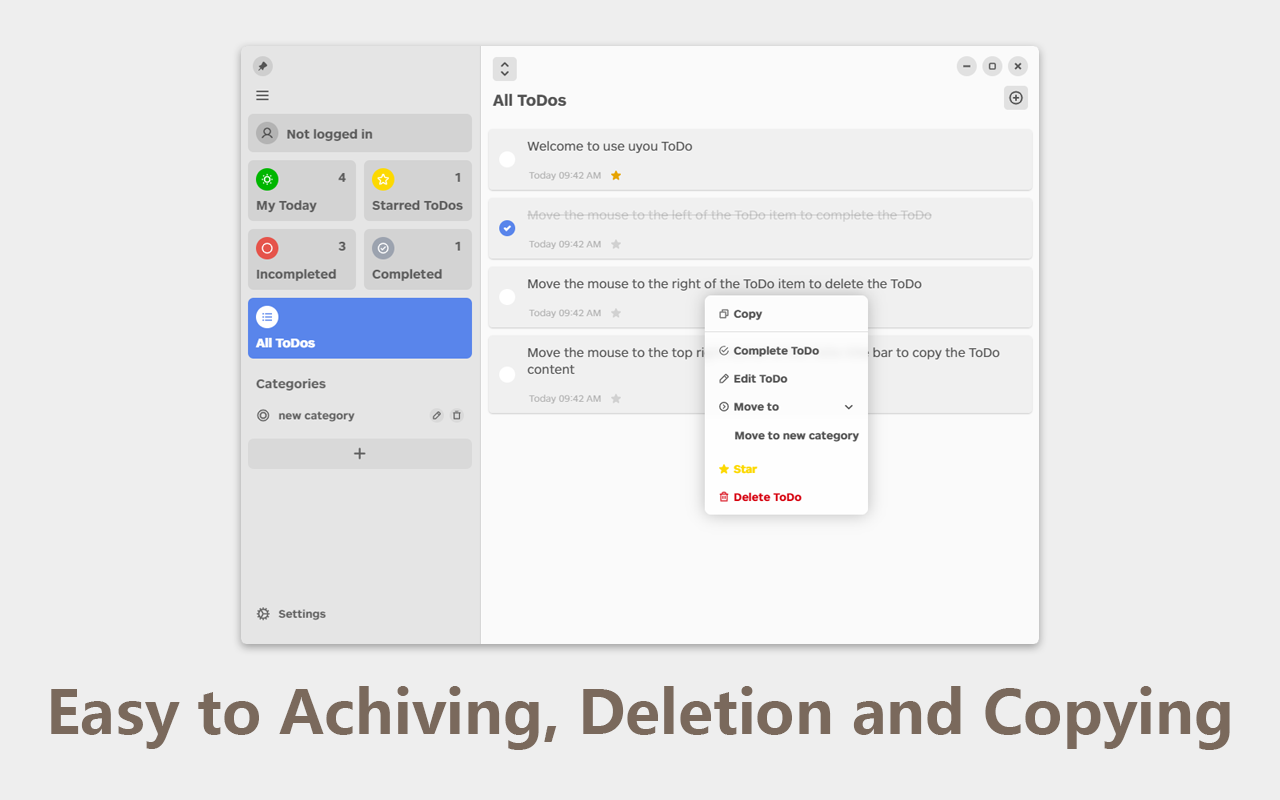 Not logged in
4
My Today
1
Starred ToDos
3
Incompleted
1
Completed
All ToDos
Categories
new category
Settings
All ToDos
Welcome to use uyou ToDo
Today 09:42 AM
Move the mouse to the left of the ToDo item to complete the ToDo
Today 09:42 AM
Move the mouse to the right of the ToDo item to delete the ToDo
Today 09:42 AM
Move the mouse to the top ri
bar to copy the ToDo
content
Today 09:42 AM
Copy
Complete ToDo
Edit ToDo
Move to
Move to new category
Star
Delete ToDo
Easy to Achiving, Deletion and Copying